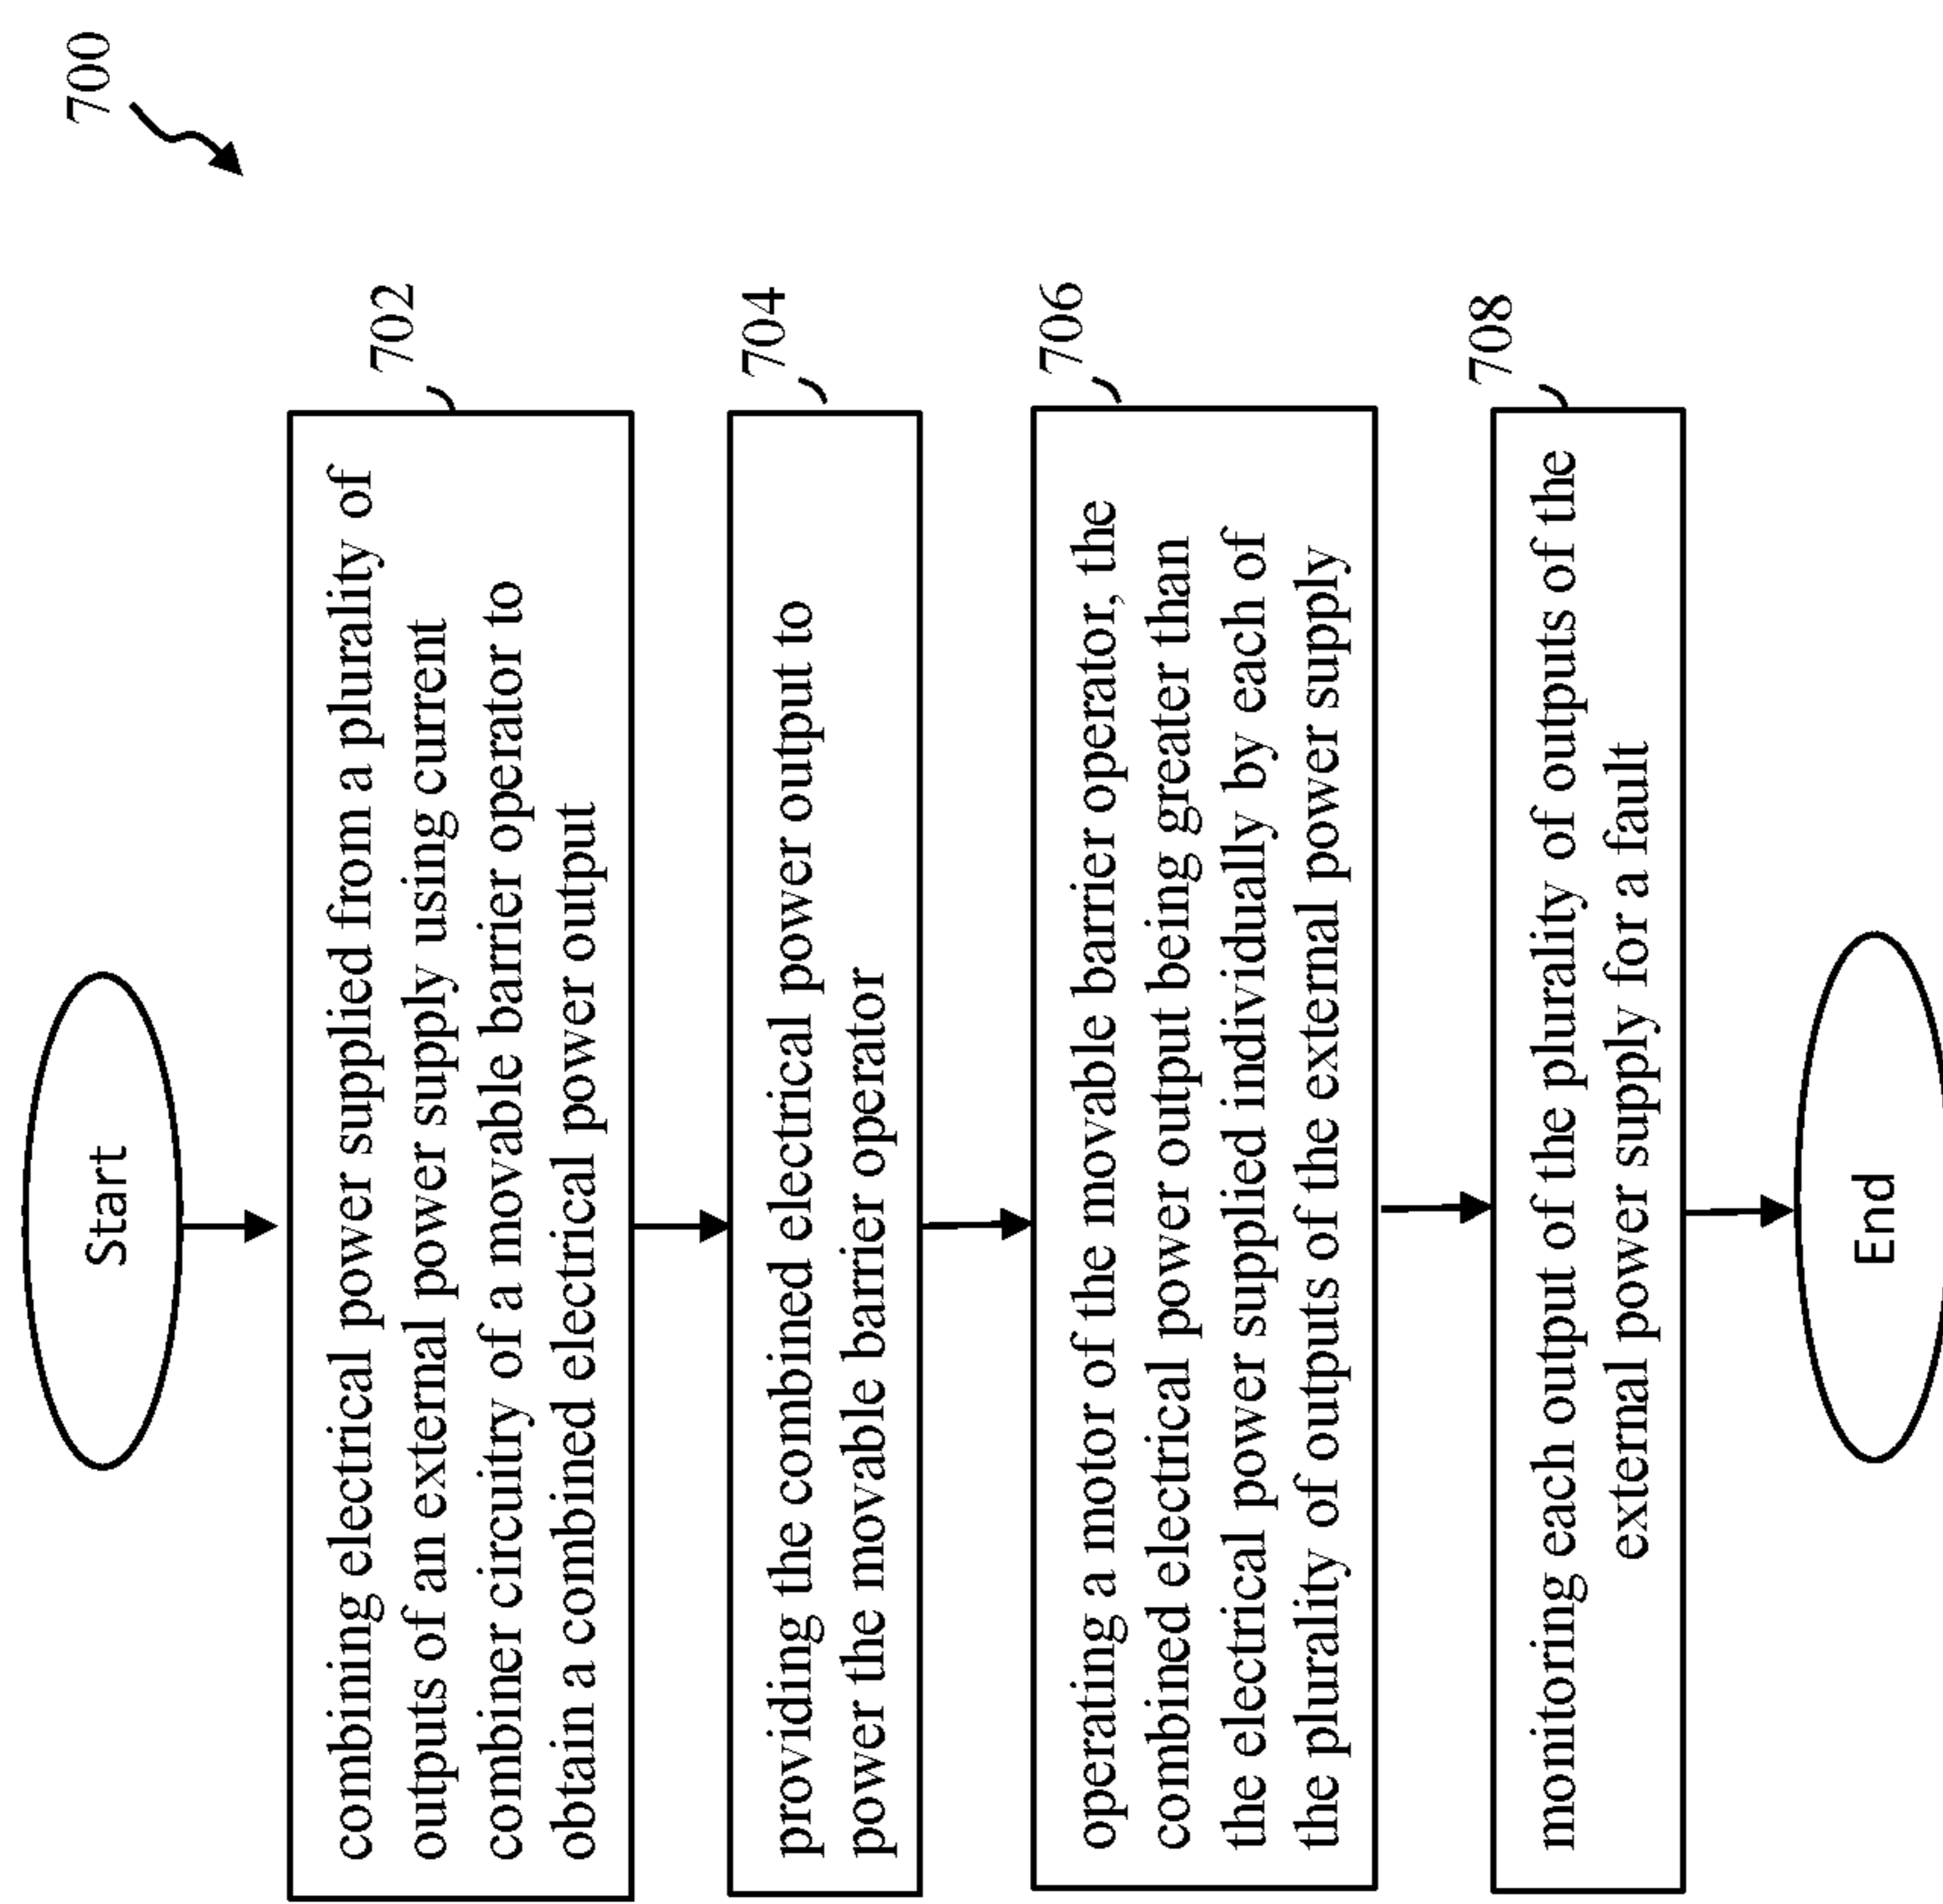 700
Start
702
combining electrical power supplied from a plurality of
outputs of an external power supply using current
combiner circuitry of a movable barrier operator to
obtain a combined electrical power output
704
providing the combined electrical power output to
power the movable barrier operator
706
operating a motor of the movable barrier operator, the
combined electrical power output being greater than
the electrical power supplied individually by each of
the plurality of outputs of the external power supply
708
monitoring each output of the plurality of outputs of the
external power supply for a fault
End